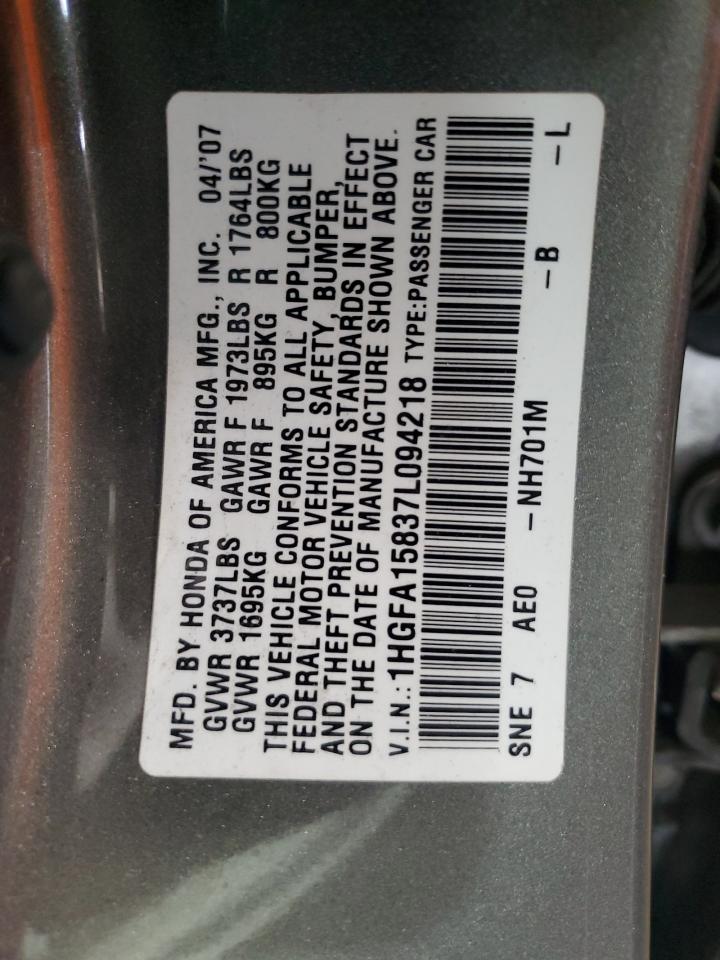 MFD. BY HONDA OF AMERICA MFG., INC. 04/'07
GVWR 3737LBS GAWR F 1973LBS R 1764LBS
GVWR 1695KG GAWR F 895KG R 800KG
THIS VEHICLE CONFORMS TO ALL APPLICABLE
FEDERAL MOTOR VEHICLE SAFETY, BUMPER,
AND THEFT PREVENTION STANDARDS IN EFFECT
ON THE DATE OF MANUFACTURE SHOWN ABOVE.
V.I.N.: 1HGFA15837L094218 TYPE:PASSENGER CAR
SNE 7 AE0 -NH701M -B -L